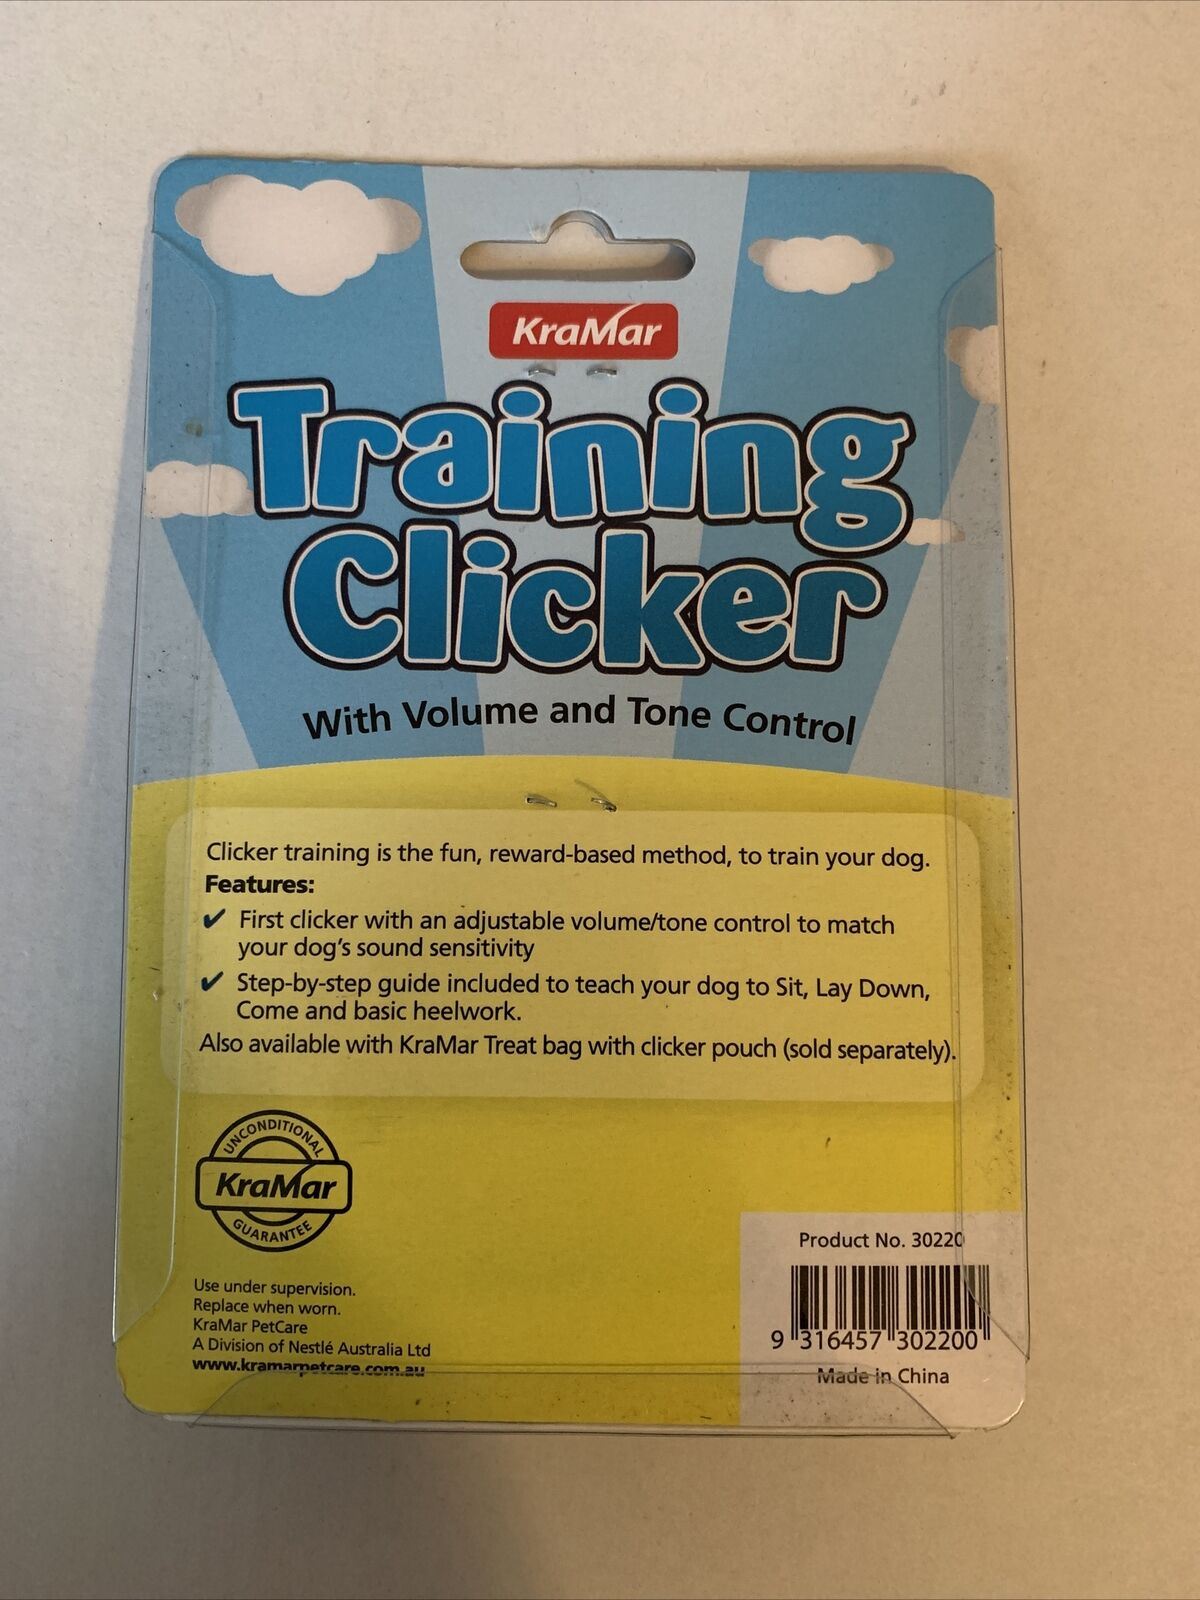 KraMar
Training
Clicker
With Volume and Tone Control
Clicker training is the fun, reward-based method, to train your dog.
Features:
✔ First clicker with an adjustable volume/tone control to match
your dog's sound sensitivity
✔ Step-by-step guide included to teach your dog to Sit, Lay Down,
Come and basic heelwork.
Also available with KraMar Treat bag with clicker pouch (sold separately).
UNCONDITIONAL
KraMar
GUARANTEE
Use under supervision.
Replace when worn.
KraMar PetCare
A Division of Nestlé Australia Ltd
www.kramarpetcare.com.au
Product No. 30220
9 316457 302200
Made in China